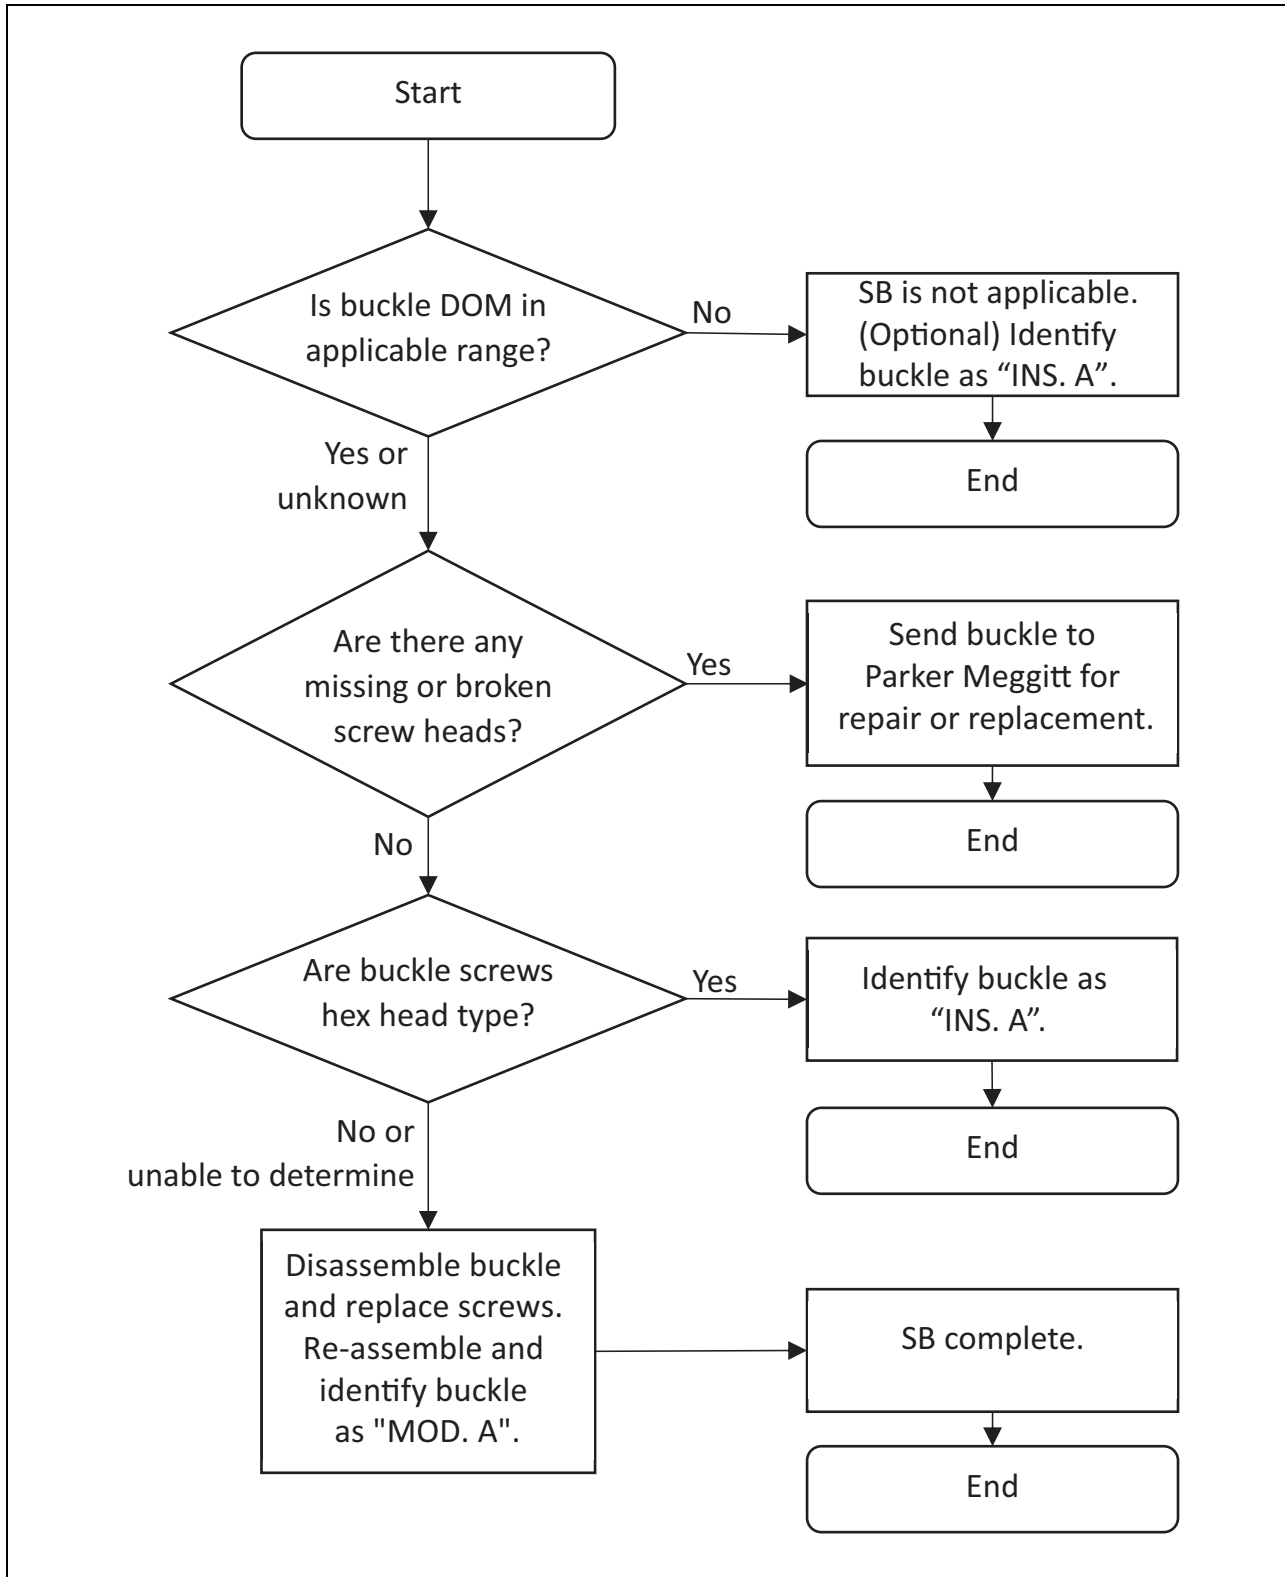 Start
Is buckle DOM in
applicable range?
No
SB is not applicable.
(Optional) Identify
buckle as “INS. A”.
End
Yes or
unknown
Are there any
missing or broken
screw heads?
Yes
Send buckle to
Parker Meggitt for
repair or replacement.
End
No
Are buckle screws
hex head type?
Yes
Identify buckle as
“INS. A”.
End
No or
unable to determine
Disassemble buckle
and replace screws.
Re-assemble and
identify buckle
as "MOD. A".
SB complete.
End